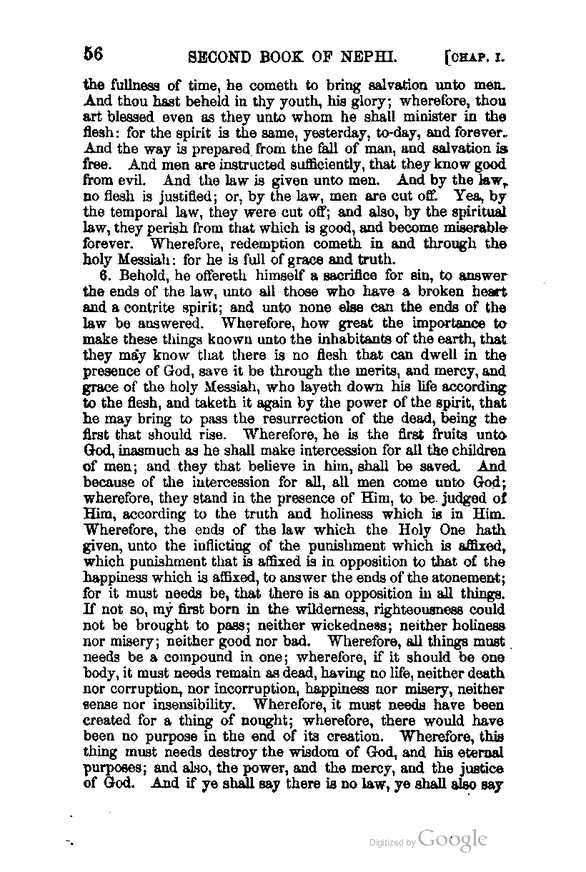 56 SECOND BOOK OF NEPHI. [CHAP. I.
the fullness of time, he cometh to bring salvation unto men.
And thou hast beheld in thy youth, his glory; wherefore, thou
art blessed even as they unto whom he shall minister in the
flesh: for the spirit is the same, yesterday, to-day, and forever.
And the way is prepared from the fall of man, and salvation is
free. And men are instructed sufficiently, that they know good
from evil. And the law is given unto men. And by the law,
no flesh is justified; or, by the law, men are cut off. Yea, by
the temporal law, they were cut off; and also, by the spiritual
law, they perish from that which is good, and become miserable
forever. Wherefore, redemption cometh in and through the
holy Messiah: for he is full of grace and truth.
6. Behold, he offereth himself a sacrifice for sin, to answer
the ends of the law, unto all those who have a broken heart
and a contrite spirit; and unto none else can the ends of the
law be answered. Wherefore, how great the importance to
make these things known unto the inhabitants of the earth, that
they may know that there is no flesh that can dwell in the
presence of God, save it be through the merits, and mercy, and
grace of the holy Messiah, who layeth down his life according
to the flesh, and taketh it again by the power of the spirit, that
he may bring to pass the resurrection of the dead, being the
first that should rise. Wherefore, he is the first fruits unto
God, inasmuch as he shall make intercession for all the children
of men; and they that believe in him, shall be saved. And
because of the intercession for all, all men come unto God;
wherefore, they stand in the presence of Him, to be judged of
Him, according to the truth and holiness which is in Him.
Wherefore, the ends of the law which the Holy One hath
given, unto the inflicting of the punishment which is affixed,
which punishment that is affixed is in opposition to that of the
happiness which is affixed, to answer the ends of the atonement;
for it must needs be, that there is an opposition in all things.
If not so, my first born in the wilderness, righteousness could
not be brought to pass; neither wickedness; neither holiness
nor misery; neither good nor bad. Wherefore, all things must
needs be a compound in one; wherefore, if it should be one
body, it must needs remain as dead, having no life, neither death
nor corruption, nor incorruption, happiness nor misery, neither
sense nor insensibility. Wherefore, it must needs have been
created for a thing of nought; wherefore, there would have
been no purpose in the end of its creation. Wherefore, this
thing must needs destroy the wisdom of God, and his eternal
purposes; and also, the power, and the mercy, and the justice
of God. And if ye shall say there is no law, ye shall also say
Digitized by Google